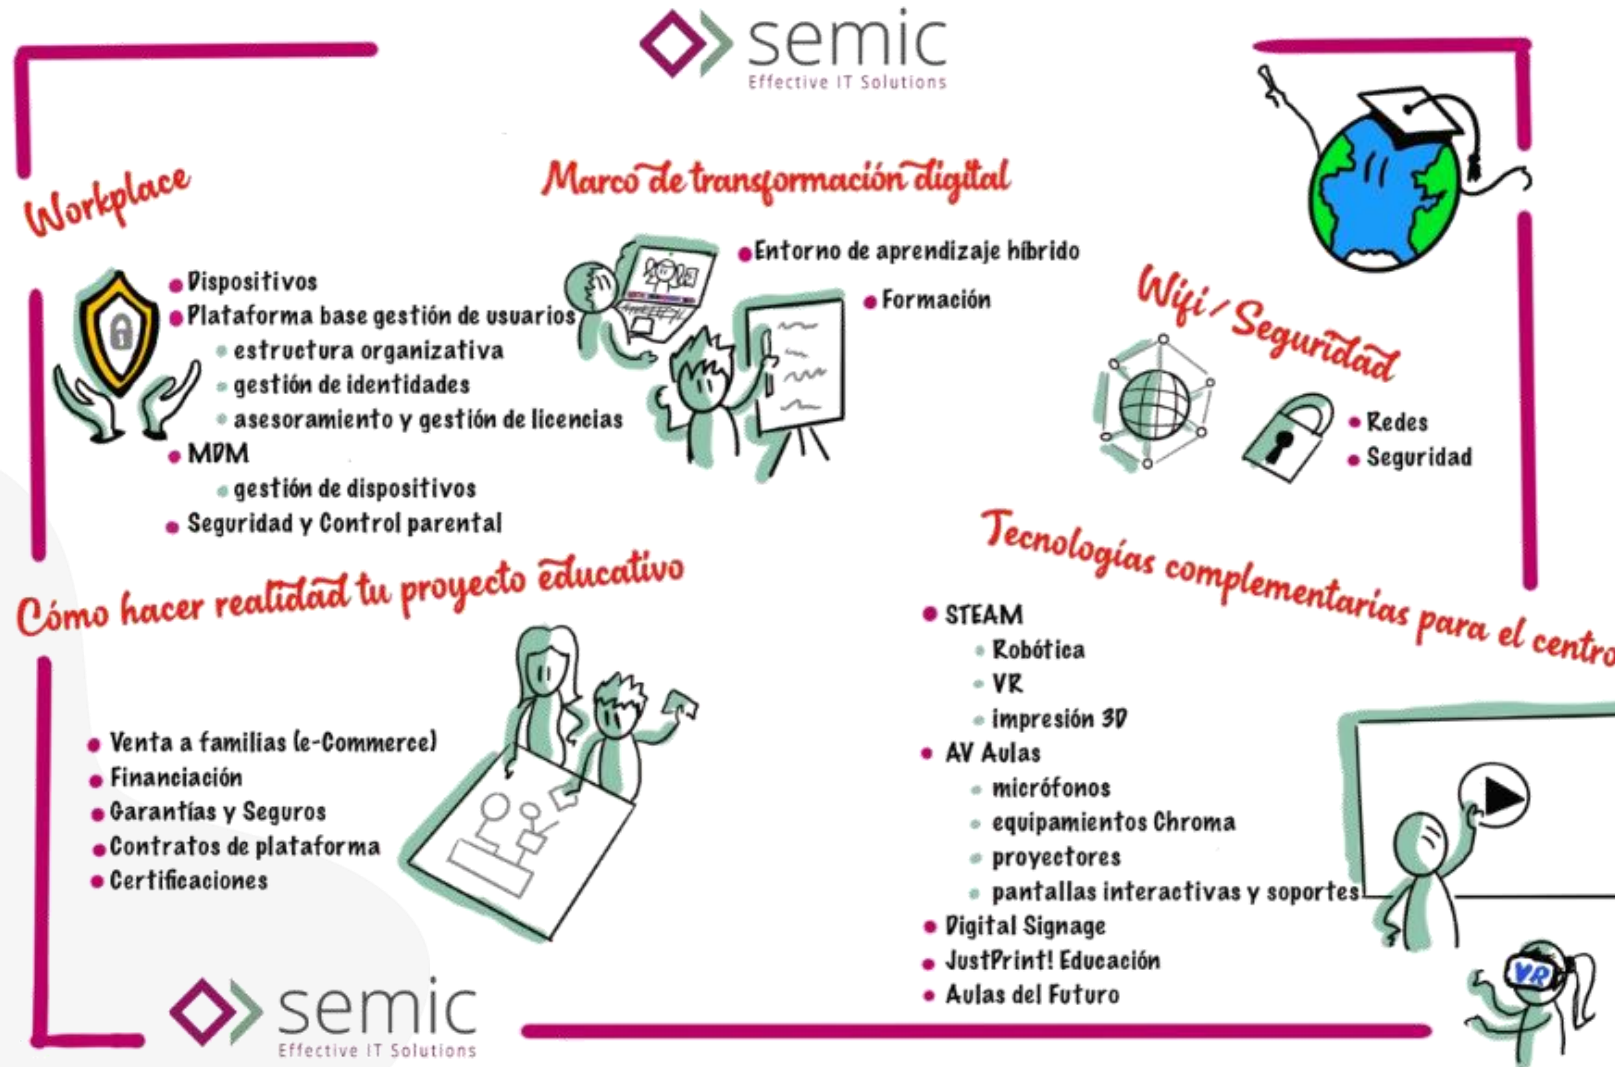 semic
Effective IT Solutions
Workplace
Dispositivos
Plataforma base gestión de usuarios
estructura organizativa
gestión de identidades
asesoramiento y gestión de licencias
MDM
gestión de dispositivos
Seguridad y Control parental
Marco de transformación digital
Entorno de aprendizaje híbrido
Formación
Wifi / Seguridad
Redes
Seguridad
Cómo hacer realidad tu proyecto educativo
Venta a familias (e-Commerce)
Financiación
Garantías y Seguros
Contratos de plataforma
Certificaciones
Tecnologías complementarias para el centro
STEAM
Robótica
VR
impresión 3D
AV Aulas
micrófonos
equipamientos Chroma
proyectores
pantallas interactivas y soportes
Digital Signage
JustPrint! Educación
Aulas del Futuro
VR
semic
Effective IT Solutions